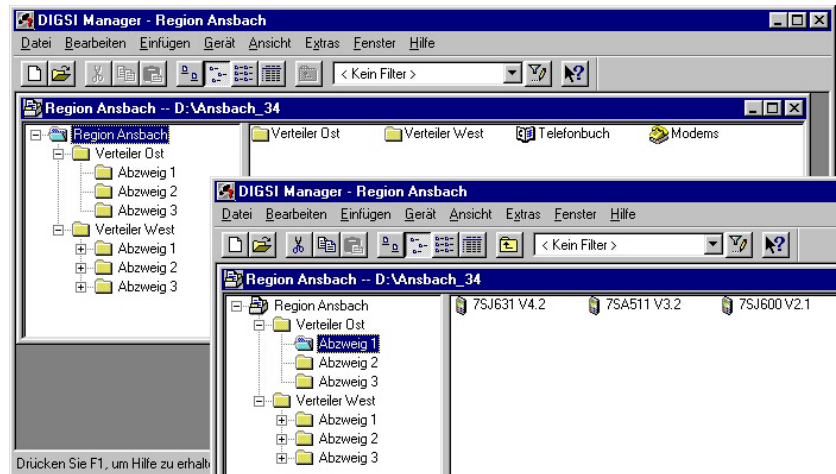 DIGSI Manager - Region Ansbach
Datei Bearbeiten Einfügen Gerät Ansicht Extras Fenster Hilfe
< Kein Filter >
Region Ansbach -- D:\Ansbach_34
Region Ansbach
Verteiler Ost
Abzweig 1
Abzweig 2
Abzweig 3
Verteiler West
Abzweig 1
Abzweig 2
Abzweig 3
Verteiler Ost Verteiler West Telefonbuch Modems
Drücken Sie F1, um Hilfe zu erhalt
DIGSI Manager - Region Ansbach
Datei Bearbeiten Einfügen Gerät Ansicht Extras Fenster Hilfe
< Kein Filter >
Region Ansbach -- D:\Ansbach_34
Region Ansbach
Verteiler Ost
Abzweig 1
Abzweig 2
Abzweig 3
Verteiler West
Abzweig 1
Abzweig 2
Abzweig 3
7SJ631 V4.2 7SA511 V3.2 7SJ600 V2.1